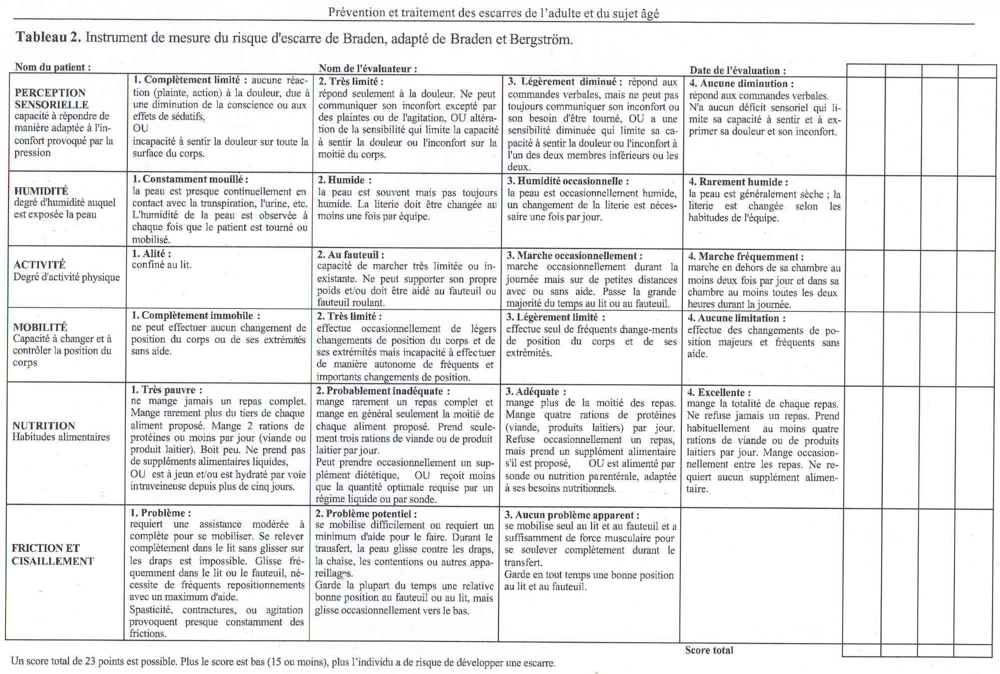 Prévention et traitement des escarres de l'adulte et du sujet âgé
Tableau 2. Instrument de mesure du risque d'escarre de Braden, adapté de Braden et Bergström.
Nom du patient :
Nom de l'évaluateur :
Date de l'évaluation :
PERCEPTION
SENSORIELLE
capacité à répondre de
manière adaptée à l'in-
confort provoqué par la
pression
1. Complètement limité : aucune réac-
tion (plainte, action) à la douleur, due à
une diminution de la conscience ou aux
effets de sédatifs,
OU
incapacité à sentir la douleur sur toute la
surface du corps.
2. Très limité :
répond seulement à la douleur. Ne peut
communiquer son inconfort excepté par
des plaintes ou de l'agitation, OU altéra-
tion de la sensibilité qui limite la capacité
à sentir la douleur ou l'inconfort sur la
moitié du corps.
3. Légèrement diminué : répond aux
commandes verbales, mais ne peut pas
toujours communiquer son inconfort ou
son besoin d'être tourné, OU a une
sensibilité diminuée qui limite sa ca-
pacité à sentir la douleur ou l'inconfort à
l'un des deux membres inférieurs ou les
deux.
4. Aucune diminution :
répond aux commandes verbales.
N'a aucun déficit sensoriel qui li-
mite sa capacité à sentir et à ex-
primer sa douleur et son inconfort.
HUMIDITÉ
degré d'humidité auquel
est exposée la peau
1. Constamment mouillé :
la peau est presque continuellement en
contact avec la transpiration, l'urine, etc.
L'humidité de la peau est observée à
chaque fois que le patient est tourné ou
mobilisé.
2. Humide :
la peau est souvent mais pas toujours
humide. La literie doit être changée au
moins une fois par équipe.
3. Humidité occasionnelle :
la peau est occasionnellement humide,
un changement de la literie est néces-
saire une fois par jour.
4. Rarement humide :
la peau est généralement sèche ; la
literie est changée selon les
habitudes de l'équipe.
ACTIVITÉ
Degré d'activité physique
1. Alité :
confiné au lit.
2. Au fauteuil :
capacité de marcher très limitée ou in-
existante. Ne peut supporter son propre
poids et/ou doit être aidé au fauteuil ou
fauteuil roulant.
3. Marche occasionnellement :
marche occasionnellement durant la
journée mais sur de petites distances
avec ou sans aide. Passe la grande
majorité du temps au lit ou au fauteuil.
4. Marche fréquemment :
marche en dehors de sa chambre au
moins deux fois par jour et dans sa
chambre au moins toutes les deux
heures durant la journée.
MOBILITÉ
Capacité à changer et à
contrôler la position du
corps
1. Complètement immobile :
ne peut effectuer aucun changement de
position du corps ou de ses extrémités
sans aide.
2. Très limité :
effectue occasionnellement de légers
changements de position du corps et de
ses extrémités mais incapacité à effectuer
de manière autonome de fréquents et
importants changements de position.
3. Légèrement limité :
effectue seul de fréquents change-ments
de position du corps et de ses
extrémités.
4. Aucune limitation :
effectue des changements de po-
sition majeurs et fréquents sans
aide.
NUTRITION
Habitudes alimentaires
1. Très pauvre :
ne mange jamais un repas complet.
Mange rarement plus du tiers de chaque
aliment proposé. Mange 2 rations de
protéines ou moins par jour (viande ou
produit laitier). Boit peu. Ne prend pas
de suppléments alimentaires liquides,
OU est à jeun et/ou est hydraté par voie
intraveineuse depuis plus de cinq jours.
2. Probablement inadéquate :
mange rarement un repas complet et
mange en général seulement la moitié de
chaque aliment proposé. Prend seule-
ment trois rations de viande ou de produit
laitier par jour.
Peut prendre occasionnellement un sup-
plément diététique, OU reçoit moins
que la quantité optimale requise par un
régime liquide ou par sonde.
3. Adéquate :
mange plus de la moitié des repas.
Mange quatre rations de protéines
(viande, produits laitiers) par jour.
Refuse occasionnellement un repas,
mais prend un supplément alimentaire
s'il est proposé, OU est alimenté par
sonde ou nutrition parentérale, adaptée
à ses besoins nutritionnels.
4. Excellente :
mange la totalité de chaque repas.
Ne refuse jamais un repas. Prend
habituellement au moins quatre
rations de viande ou de produits
laitiers par jour. Mange occasion-
nellement entre les repas. Ne re-
quiert aucun supplément alimen-
taire.
FRICTION ET
CISAILLEMENT
1. Problème :
requiert une assistance modérée à
complète pour se mobiliser. Se relever
complètement dans le lit sans glisser sur
les draps est impossible. Glisse fré-
quemment dans le lit ou le fauteuil, né-
cessite de fréquents repositionnements
avec un maximum d'aide.
Spasticité, contractures, ou agitation
provoquent presque constamment des
frictions.
2. Problème potentiel :
se mobilise difficilement ou requiert un
minimum d'aide pour le faire. Durant le
transfert, la peau glisse contre les draps,
la chaise, les contentions ou autres appa-
reillages.
Garde la plupart du temps une relative
bonne position au fauteuil ou au lit, mais
glisse occasionnellement vers le bas.
3. Aucun problème apparent :
se mobilise seul au lit et au fauteuil et a
suffisamment de force musculaire pour
se soulever complètement durant le
transfert.
Garde en tout temps une bonne position
au lit et au fauteuil.
Score total
Un score total de 23 points est possible. Plus le score est bas (15 ou moins), plus l'individu a de risque de développer une escarre.